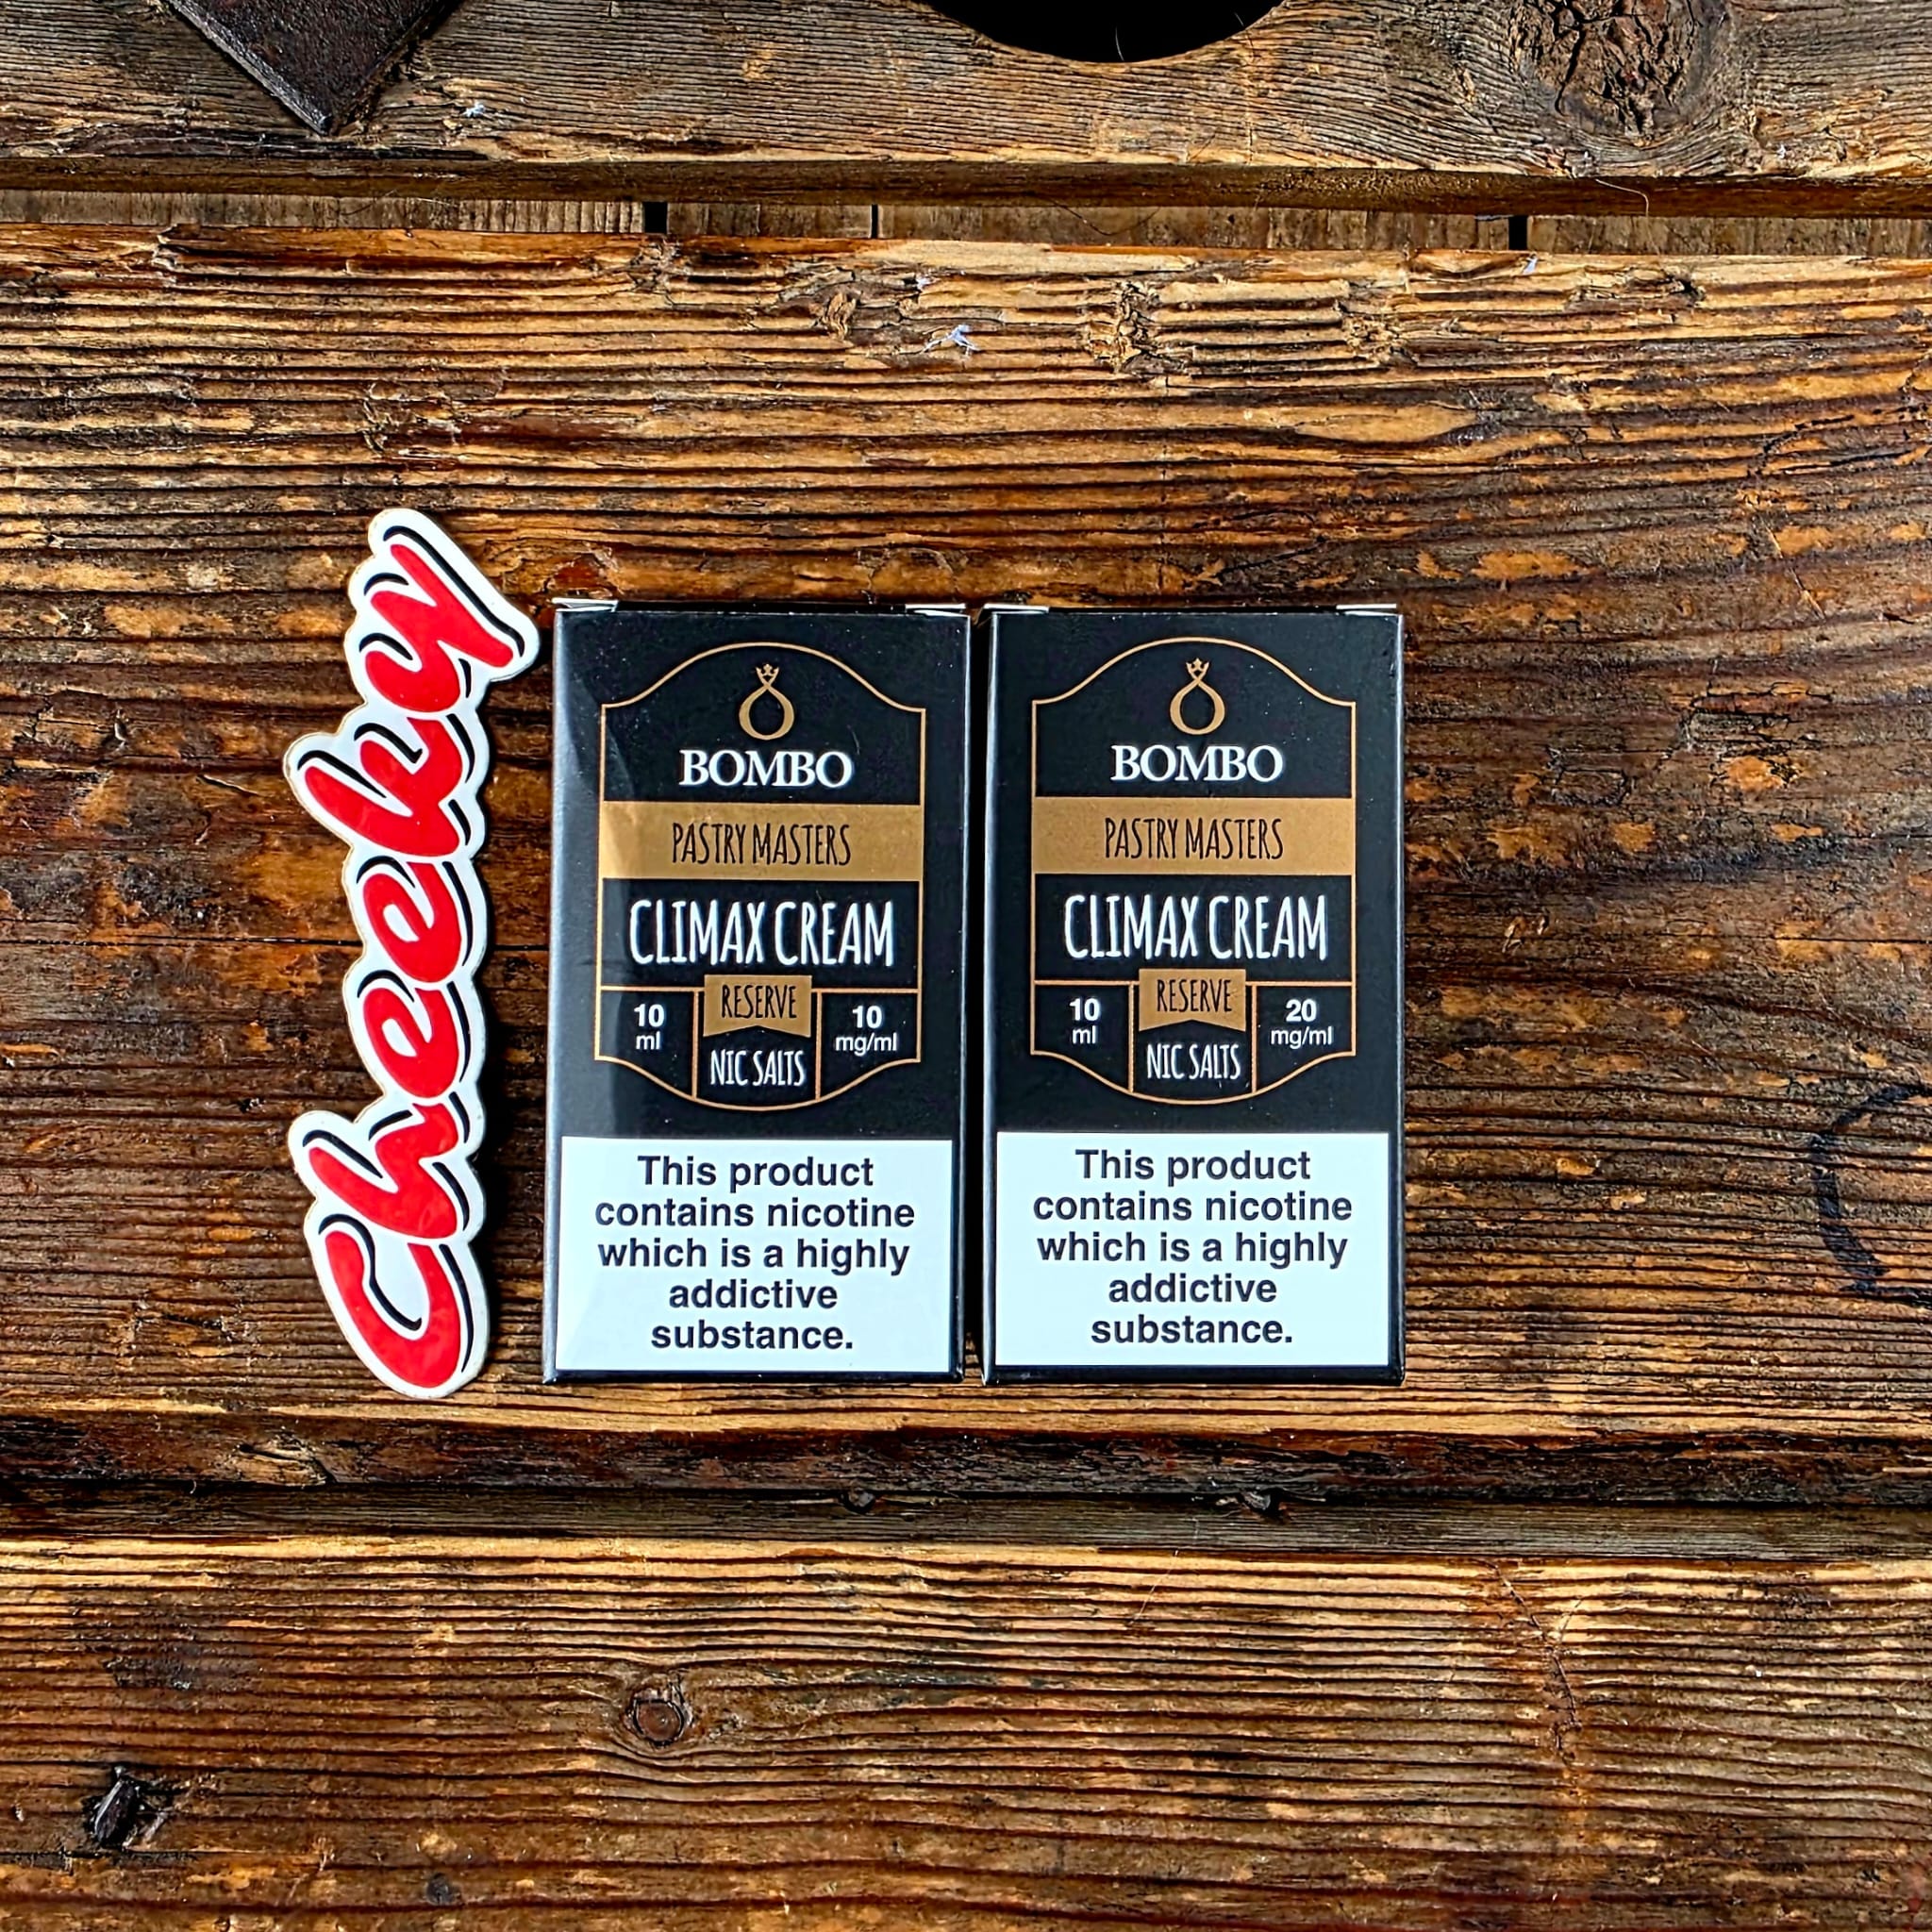 Cheeky
BOMBO
PASTRY MASTERS
CLIMAX CREAM
10
ml
RESERVE
NIC SALTS
10
mg/ml
This product
contains nicotine
which is a highly
addictive
substance.
BOMBO
PASTRY MASTERS
CLIMAX CREAM
10
ml
RESERVE
NIC SALTS
20
mg/ml
This product
contains nicotine
which is a highly
addictive
substance.